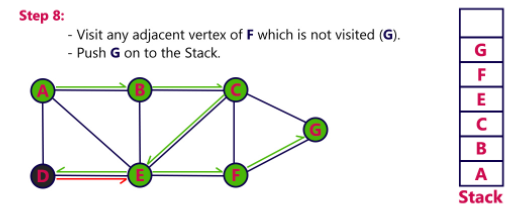 Step 8:
- Visit any adjacent vertex of F which is not visited (G).
- Push G on to the Stack.
A B C
G
D E F
G
F
E
C
B
A
Stack